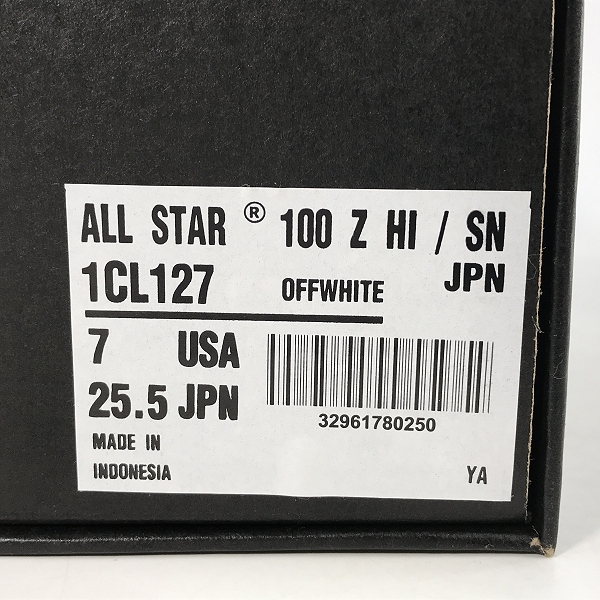 ALL STAR ® 100 Z HI / SN
JPN
1CL127 OFFWHITE
7 USA
25.5 JPN
32961780250
MADE IN
INDONESIA
YA